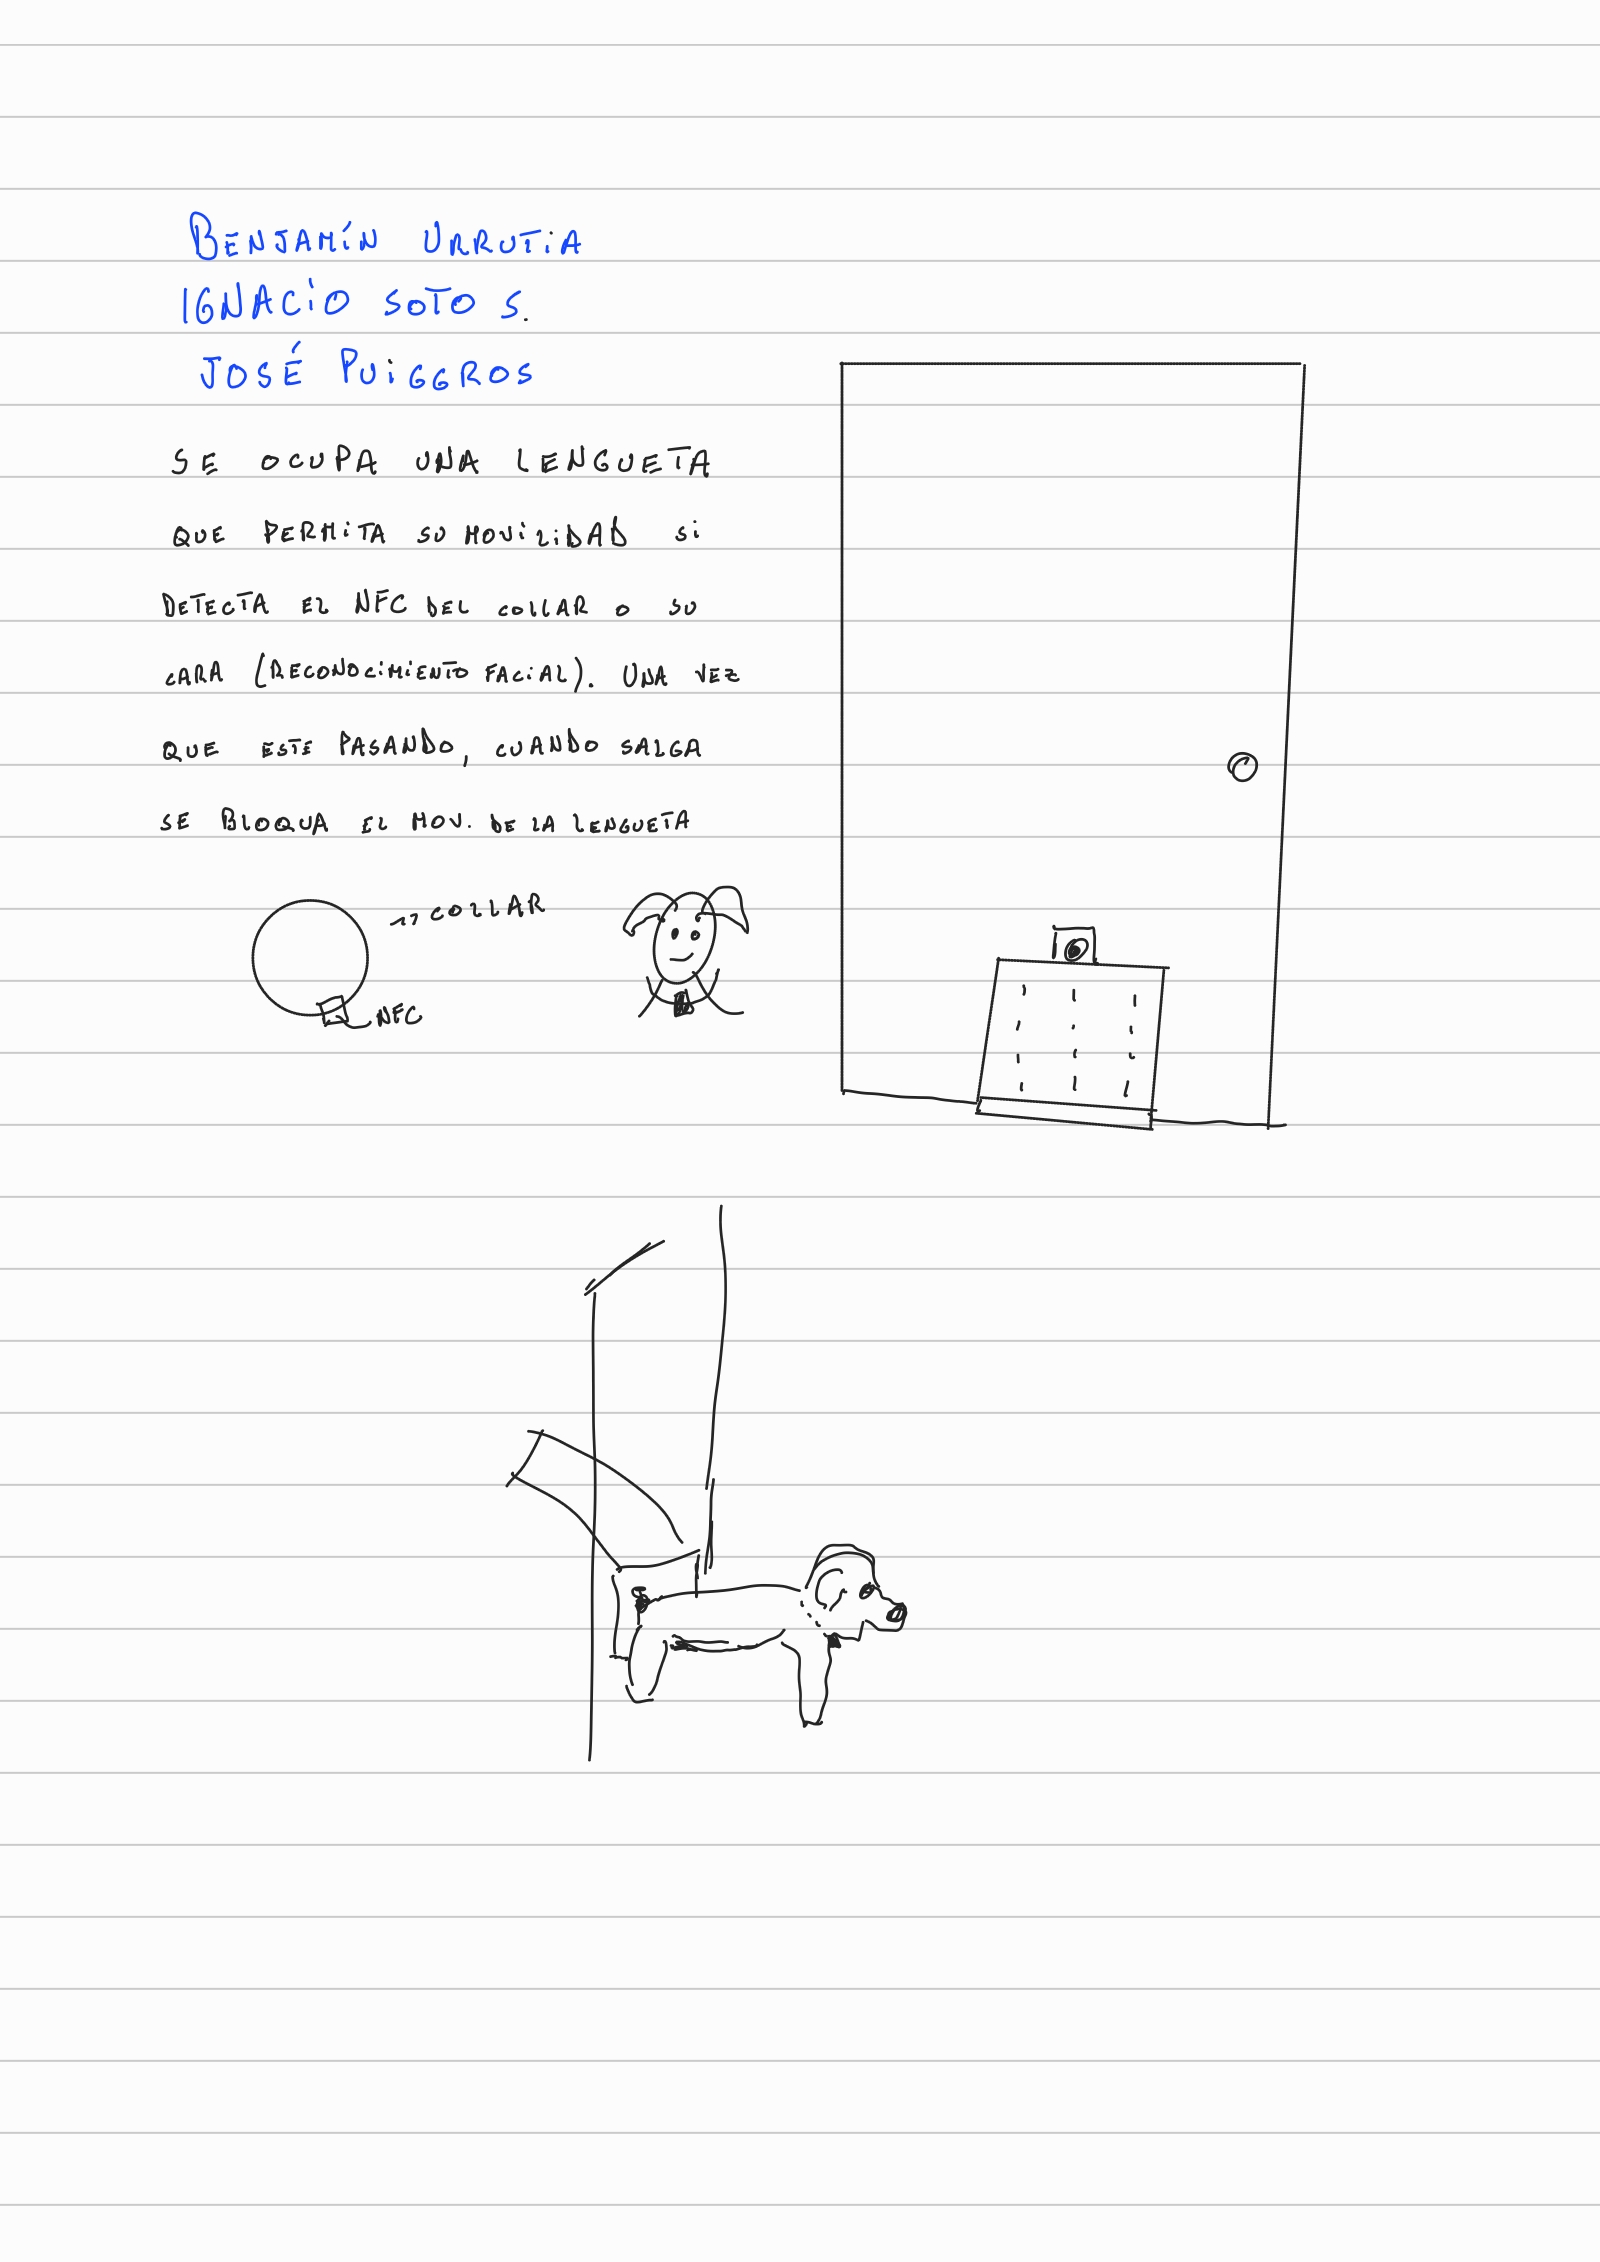 BENJAMÍN URRUTIA
IGNACIO SOTO S.
JOSÉ PUIGGROS
SE OCUPA UNA LENGUETA
QUE PERMITA SU MOVILIDAD SI
DETECTA EL NFC DEL COLLAR O SU
CARA (RECONOCIMIENTO FACIAL). UNA VEZ
QUE ESTE PASANDO, CUANDO SALGA
SE BLOQUA EL MOV. DE LA LENGUETA
COLLAR
NFC